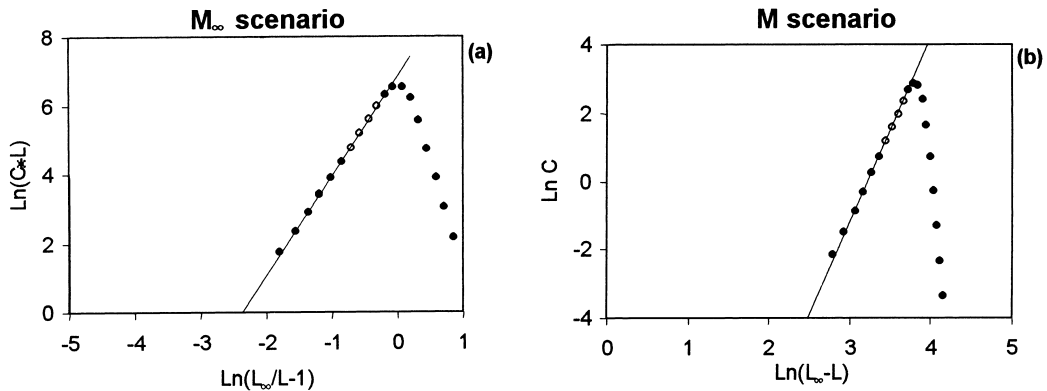 M∞ scenario
(a)
8
6
4
2
0
-5 -4 -3 -2 -1 0 1
Ln(C*L)
Ln(L∞/L-1)
M scenario
(b)
4
2
0
-2
-4
0 1 2 3 4 5
Ln C
Ln(L∞-L)